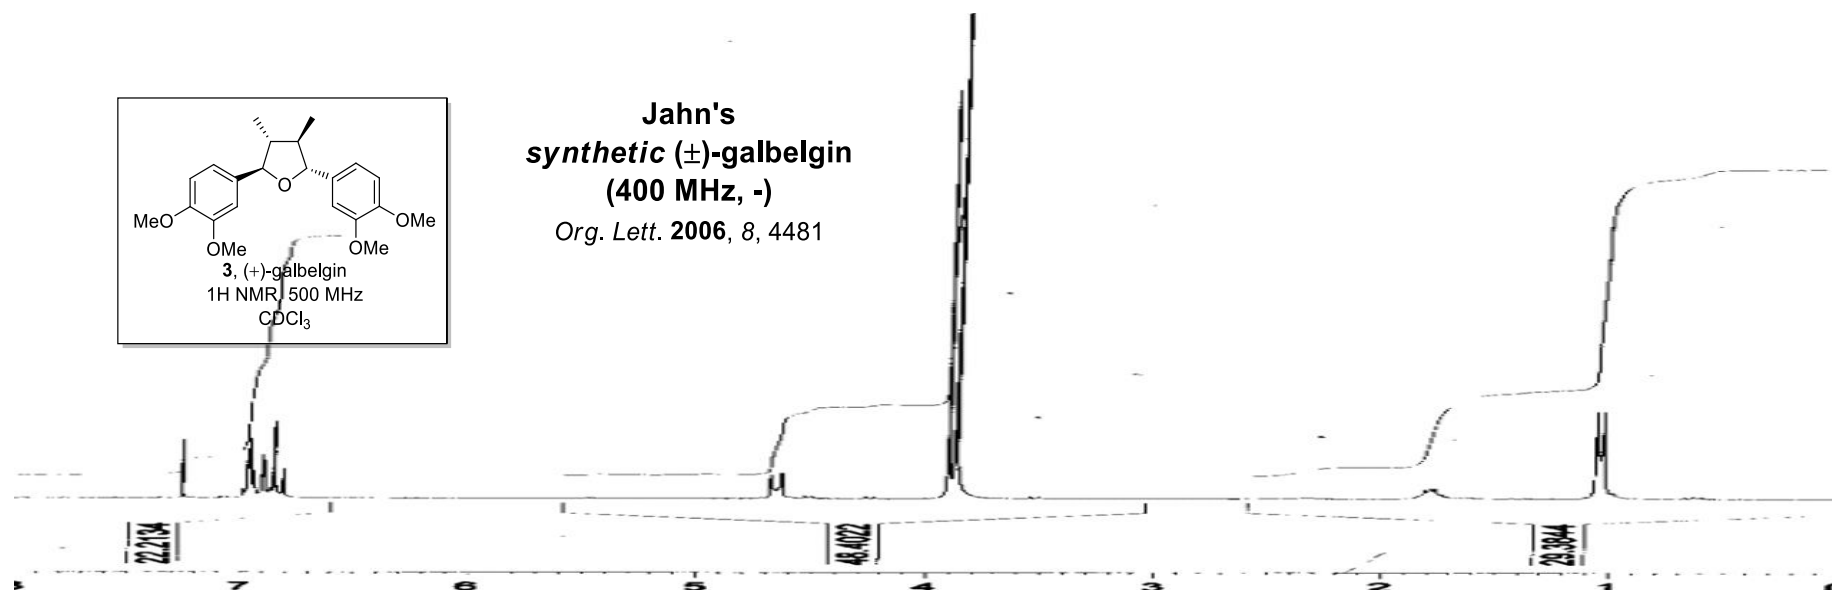 Jahn's
synthetic (±)-galbelgin
(400 MHz, -)
Org. Lett. 2006, 8, 4481
O
MeO
OMe
OMe
OMe
3, (+)-galbelgin
1H NMR, 500 MHz
CDCl3
22.2134
48.4022
29.3844
7 6 5 4 3 2 1